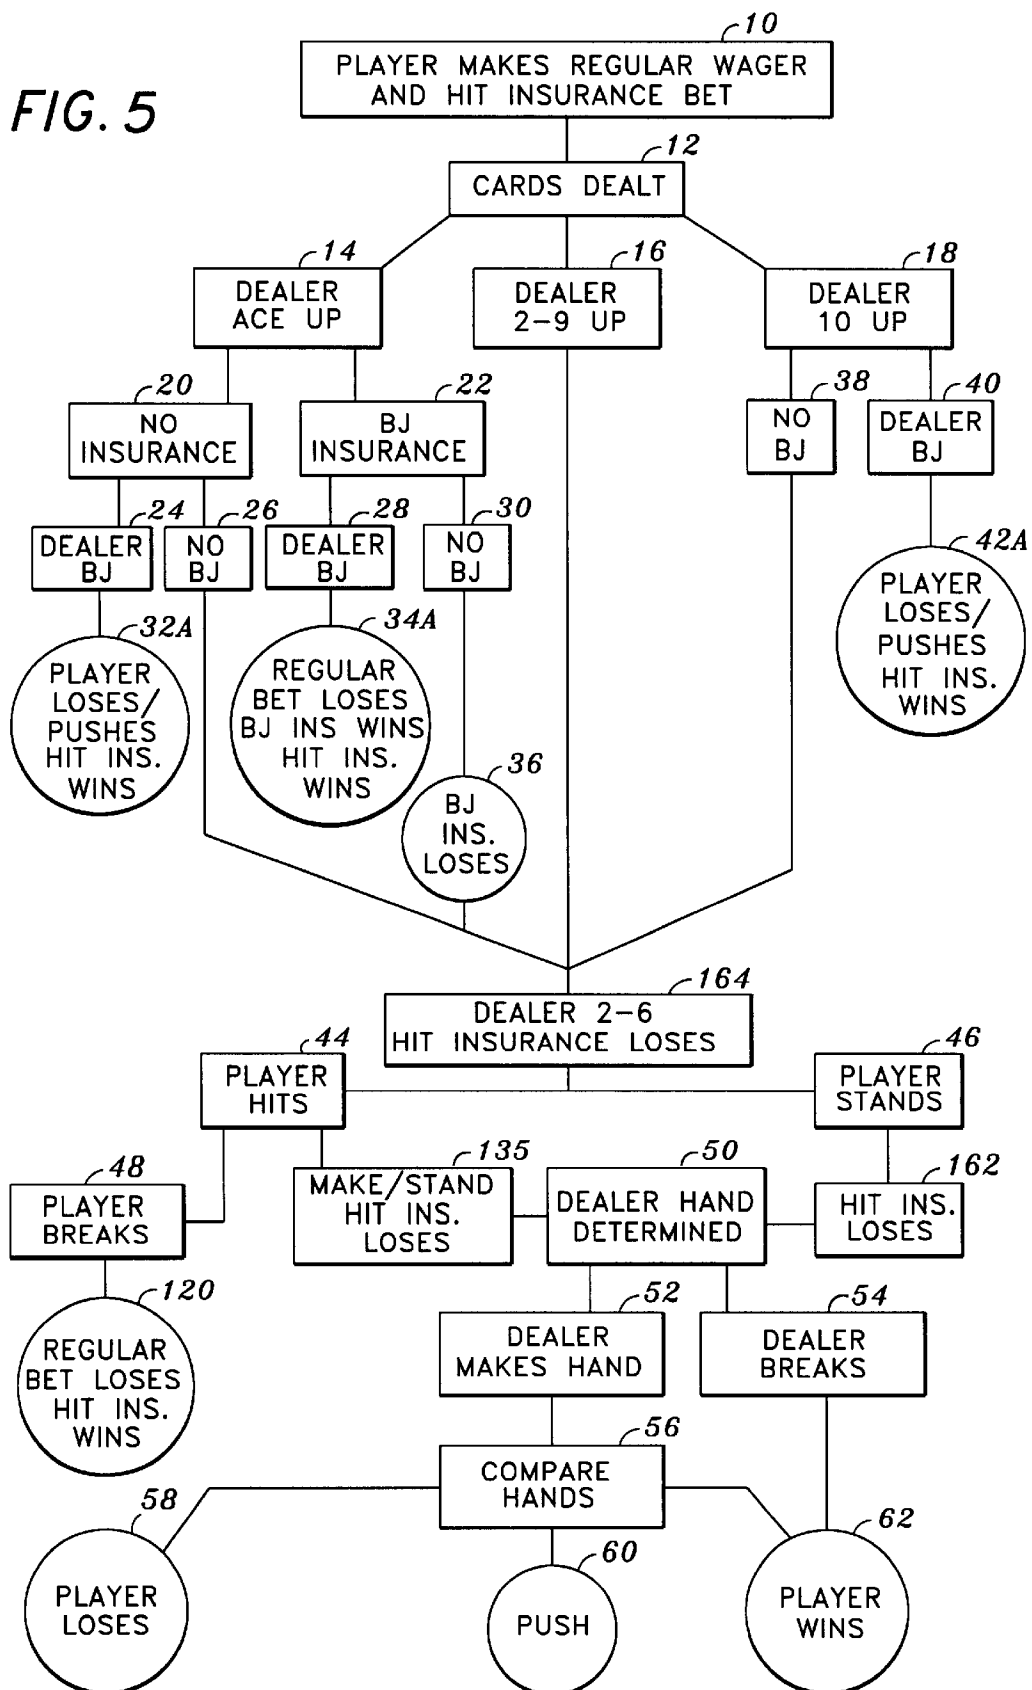 FIG. 5
10
PLAYER MAKES REGULAR WAGER
AND HIT INSURANCE BET
12
CARDS DEALT
14
DEALER
ACE UP
16
DEALER
2-9 UP
18
DEALER
10 UP
20
NO
INSURANCE
22
BJ
INSURANCE
38
NO
BJ
40
DEALER
BJ
24
DEALER
BJ
26
NO
BJ
28
DEALER
BJ
30
NO
BJ
32A
PLAYER
LOSES/
PUSHES
HIT INS.
WINS
34A
REGULAR
BET LOSES
BJ INS WINS
HIT INS.
WINS
42A
PLAYER
LOSES/
PUSHES
HIT INS.
WINS
36
BJ
INS.
LOSES
164
DEALER 2-6
HIT INSURANCE LOSES
44
PLAYER
HITS
46
PLAYER
STANDS
48
PLAYER
BREAKS
135
MAKE/STAND
HIT INS.
LOSES
50
DEALER HAND
DETERMINED
162
HIT INS.
LOSES
120
REGULAR
BET LOSES
HIT INS.
WINS
52
DEALER
MAKES HAND
54
DEALER
BREAKS
56
COMPARE
HANDS
58
PLAYER
LOSES
60
PUSH
62
PLAYER
WINS